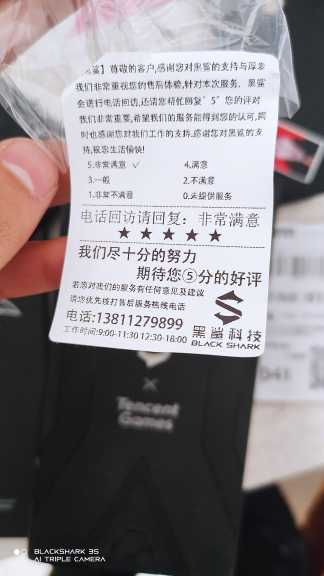 黑鲨】尊敬的客户,感谢您对黑鲨的支持与厚爱
我们非常重视您的售后体验,针对本次服务,黑鲨
会进行电话回访,还请您帮忙回复"5"您的评对
我们非常重要,希望我们的服务能得到您的认可,同
时也感谢您对我们工作的支持,感谢您对黑鲨的支
持,祝您生活愉快!
5.非常满意 ✓ 4.满意
3.一般 2.不满意
1.非常不满意 0.未提供服务
电话回访请回复：非常满意
★★★★★
我们尽十分的努力
期待您⑤分的好评
若您对我们的服务有任何意见及建议
请您优先拨打售后服务热线电话
电话:13811279899
工作时间:9:00-11:30 12:30-18:00
黑鲨科技
BLACK SHARK
×
Tencent
Games
041
BLACKSHARK 3S
AI TRIPLE CAMERA